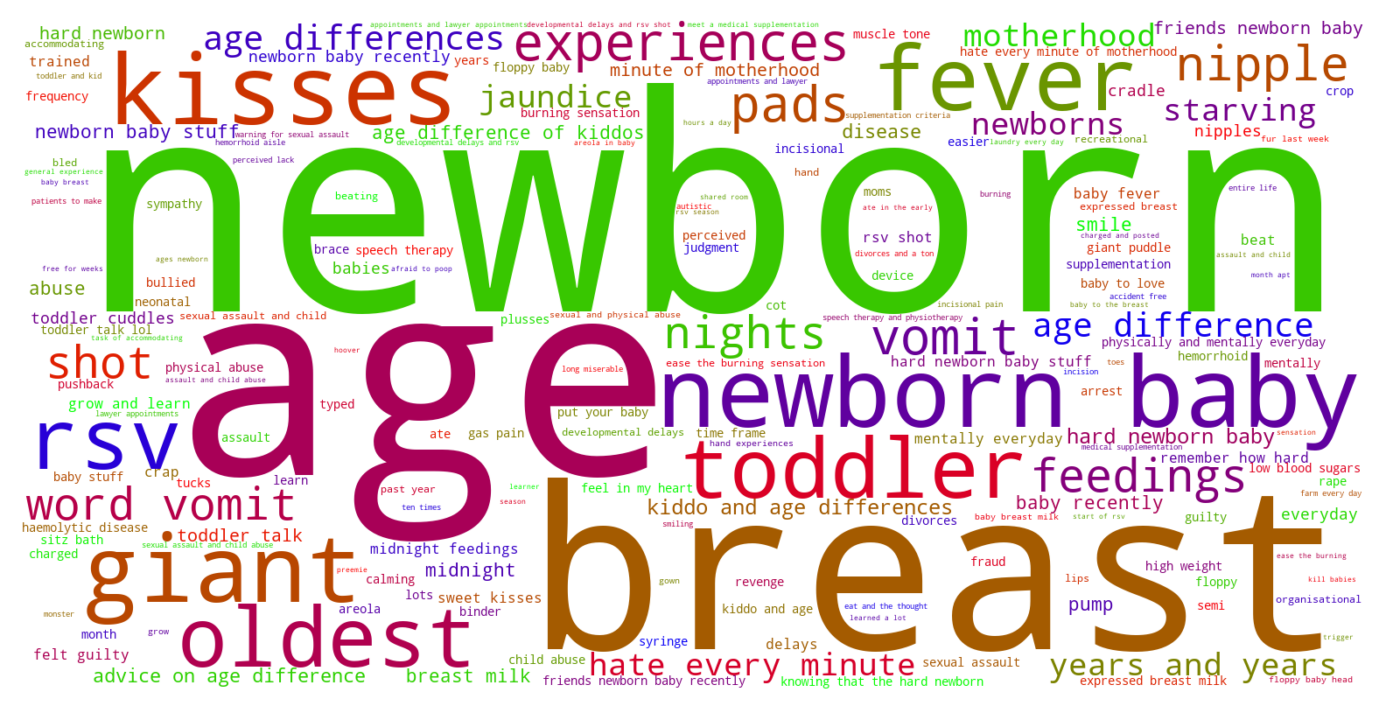 appointments and lawyer appointments
developmental delays and rsv shot
meet a medical supplementation
hard newborn
age differences
experiences
muscle tone
motherhood
friends newborn baby
accommodating
kisses
newborn baby recently
years
floppy baby
minute of motherhood
hate every minute of motherhood
fever
nipple
trained
toddler and kid
jaundice
appointments and lawyer
pads
cradle
crop
frequency
burning sensation
supplementation criteria
starving
newborn baby stuff
warning for sexual assault
age difference of kiddos
hours a day
disease
newborns
nipples
hemorrhoid aisle
developmental delays and rsv
areola in baby
incisional
easier
laundry every day
recreational
fur last week
bled
perceived lack
general experience
baby breast
newborn
hand
moms
burning
baby fever
entire life
patients to make
sympathy
beating
shared room
autistic
rsv season
ate in the early
expressed breast
charged and posted
smile
brace
speech therapy
perceived
judgment
rsv shot
divorces and a ton
giant puddle
beat
assault and child
free for weeks
ages newborn
babies
afraid to poop
device
supplementation
month apt
abuse
bullied
neonatal
cot
incisional pain
baby to love
accident free
baby to the breast
toddler cuddles
sexual assault and child
plusses
sexual and physical abuse
nights
speech therapy and physiotherapy
vomit
age difference
toddler talk lol
task of accommodating
age
hoover
physically and mentally everyday
shot
physical abuse
assault and child abuse
long miserable
ease the burning sensation
hard newborn baby stuff
hemorrhoid
toes
mentally
pushback
incision
newborn baby
arrest
grow and learn
lawyer appointments
typed
put your baby
rsv
assault
ate
gas pain
developmental delays
time frame
hand experiences
mentally everyday
hard newborn baby
sensation
medical supplementation
toddler
remember how hard
baby stuff
crap
tucks
learn
past year
learner
season
feel in my heart
feedings
low blood sugars
rape
farm every day
word vomit
ten times
kiddo and age differences
baby recently
haemolytic disease
divorces
baby breast milk
start of rsv
guilty
everyday
sitz bath
toddler talk
smiling
breast
charged
sexual assault and child abuse
midnight feedings
giant
preemie
calming
midnight
fraud
high weight
floppy
ease the burning
kill babies
gown
revenge
lips
lots
sweet kisses
areola
binder
kiddo and age
eat and the thought
learned a lot
pump
semi
organisational
monster
oldest
month
grow
syringe
delays
trigger
felt guilty
child abuse
hate every minute
sexual assault
years and years
advice on age difference
breast milk
friends newborn baby recently
knowing that the hard newborn
expressed breast milk
floppy baby head